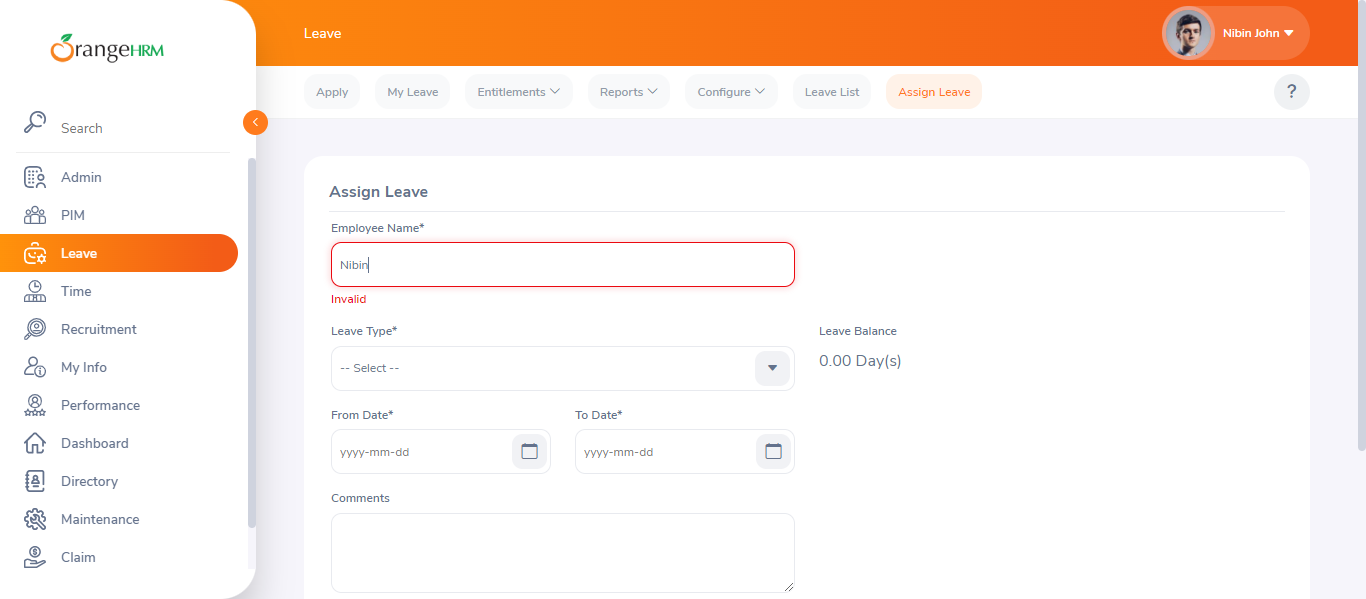 OrangeHRM
Leave
Nibin John
Apply
My Leave
Entitlements
Reports
Configure
Leave List
Assign Leave
?
Search
Admin
PIM
Leave
Time
Recruitment
My Info
Performance
Dashboard
Directory
Maintenance
Claim
Assign Leave
Employee Name*
Nibin
Invalid
Leave Type*
-- Select --
Leave Balance
0.00 Day(s)
From Date*
yyyy-mm-dd
To Date*
yyyy-mm-dd
Comments